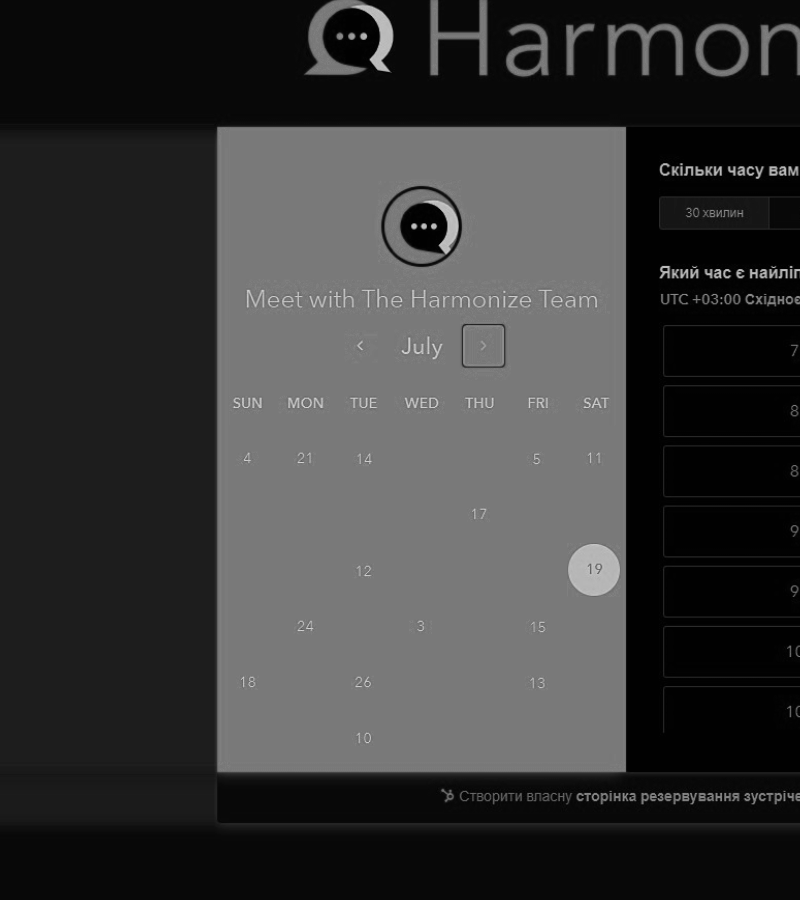 Harmon
Meet with The Harmonize Team
July
SUN MON TUE WED THU FRI SAT
4 21 14 5 11
17
12 19
24 3 15
18 26 13
10
Скільки часу вам
30 хвилин
Який час є найліп
UTC +03:00 Східноє
7
8
8
9
9
10
10
Створити власну сторінка резервування зустріче